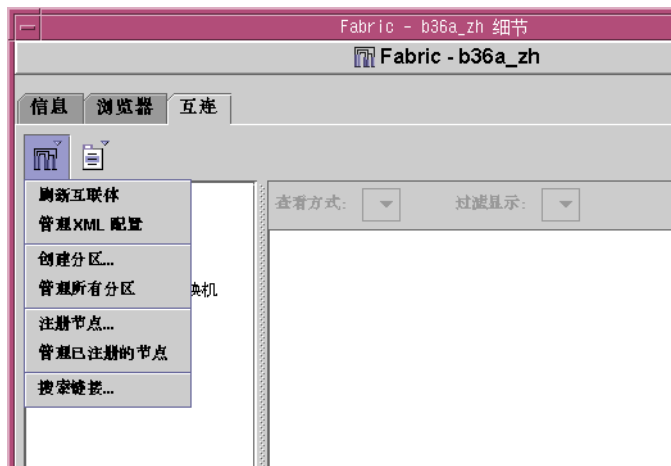 Fabric - b36a_zh 细节
Fabric - b36a_zh
信息 浏览器 互连
刷新互联体
管理XML 配置
查看方式: 过滤显示:
创建分区...
管理所有分区
换机
注册节点...
管理已注册的节点
搜索链接...